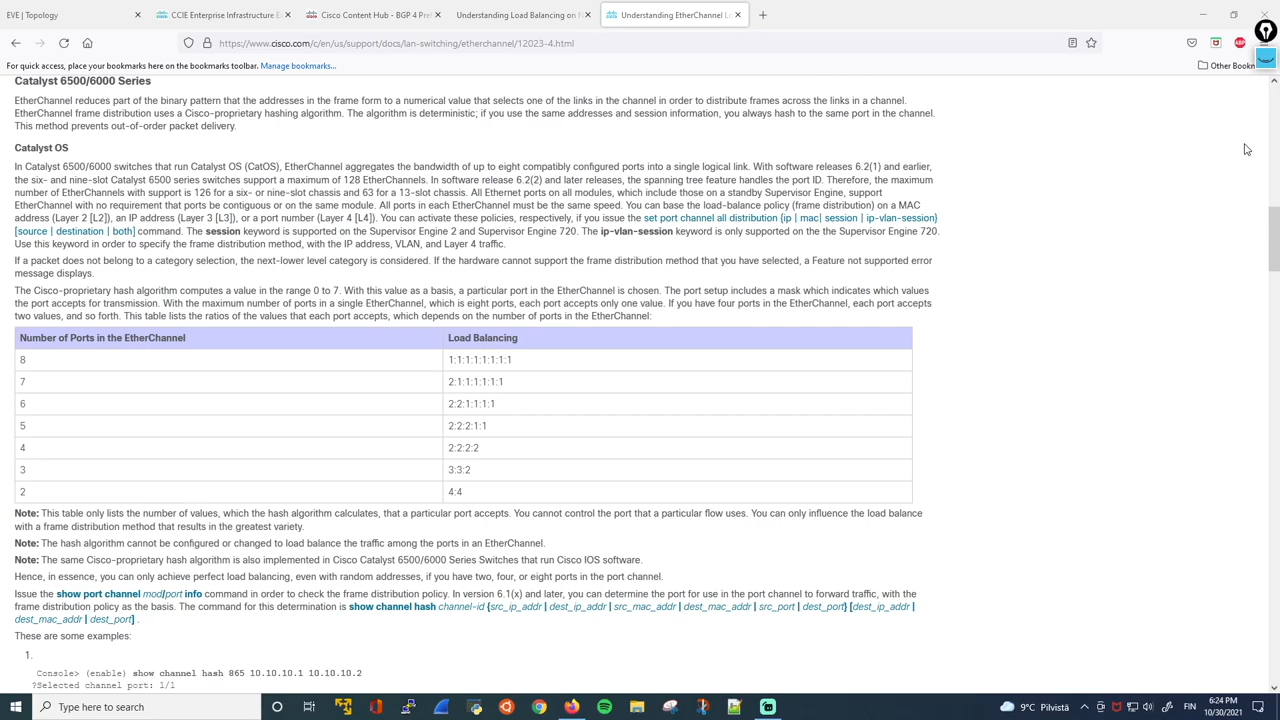 EVE | Topology
CCIE Enterprise Infrastructure E
Cisco Content Hub - BGP 4 Pref
Understanding Load Balancing on N
Understanding EtherChannel Lo
https://www.cisco.com/c/en/us/support/docs/lan-switching/etherchannel/12023-4.html
For quick access, place your bookmarks here on the bookmarks toolbar. Manage bookmarks...
Other Bookm
Catalyst 6500/6000 Series
EtherChannel reduces part of the binary pattern that the addresses in the frame form to a numerical value that selects one of the links in the channel in order to distribute frames across the links in a channel.
EtherChannel frame distribution uses a Cisco-proprietary hashing algorithm. The algorithm is deterministic; if you use the same addresses and session information, you always hash to the same port in the channel.
This method prevents out-of-order packet delivery.
Catalyst OS
In Catalyst 6500/6000 switches that run Catalyst OS (CatOS), EtherChannel aggregates the bandwidth of up to eight compatibly configured ports into a single logical link. With software releases 6.2(1) and earlier,
the six- and nine-slot Catalyst 6500 series switches support a maximum of 128 EtherChannels. In software release 6.2(2) and later releases, the spanning tree feature handles the port ID. Therefore, the maximum
number of EtherChannels with support is 126 for a six- or nine-slot chassis and 63 for a 13-slot chassis. All Ethernet ports on all modules, which include those on a standby Supervisor Engine, support
EtherChannel with no requirement that ports be contiguous or on the same module. All ports in each EtherChannel must be the same speed. You can base the load-balance policy (frame distribution) on a MAC
address (Layer 2 [L2]), an IP address (Layer 3 [L3]), or a port number (Layer 4 [L4]). You can activate these policies, respectively, if you issue the set port channel all distribution {ip | mac| session | ip-vlan-session}
[source | destination | both] command. The session keyword is supported on the Supervisor Engine 2 and Supervisor Engine 720. The ip-vlan-session keyword is only supported on the the Supervisor Engine 720.
Use this keyword in order to specify the frame distribution method, with the IP address, VLAN, and Layer 4 traffic.
If a packet does not belong to a category selection, the next-lower level category is considered. If the hardware cannot support the frame distribution method that you have selected, a Feature not supported error
message displays.
The Cisco-proprietary hash algorithm computes a value in the range 0 to 7. With this value as a basis, a particular port in the EtherChannel is chosen. The port setup includes a mask which indicates which values
the port accepts for transmission. With the maximum number of ports in a single EtherChannel, which is eight ports, each port accepts only one value. If you have four ports in the EtherChannel, each port accepts
two values, and so forth. This table lists the ratios of the values that each port accepts, which depends on the number of ports in the EtherChannel:
Number of Ports in the EtherChannel Load Balancing
8 1:1:1:1:1:1:1:1
7 2:1:1:1:1:1:1
6 2:2:1:1:1:1
5 2:2:2:1:1
4 2:2:2:2
3 3:3:2
2 4:4
Note: This table only lists the number of values, which the hash algorithm calculates, that a particular port accepts. You cannot control the port that a particular flow uses. You can only influence the load balance
with a frame distribution method that results in the greatest variety.
Note: The hash algorithm cannot be configured or changed to load balance the traffic among the ports in an EtherChannel.
Note: The same Cisco-proprietary hash algorithm is also implemented in Cisco Catalyst 6500/6000 Series Switches that run Cisco IOS software.
Hence, in essence, you can only achieve perfect load balancing, even with random addresses, if you have two, four, or eight ports in the port channel.
Issue the show port channel mod/port info command in order to check the frame distribution policy. In version 6.1(x) and later, you can determine the port for use in the port channel to forward traffic, with the
frame distribution policy as the basis. The command for this determination is show channel hash channel-id {src_ip_addr | dest_ip_addr | src_mac_addr | dest_mac_addr | src_port | dest_port} [dest_ip_addr |
dest_mac_addr | dest_port] .
These are some examples:
1.
Console> (enable) show channel hash 865 10.10.10.1 10.10.10.2
?Selected channel port: 1/1
Type here to search
9°C Pilvistä
FIN
6:24 PM
10/30/2021